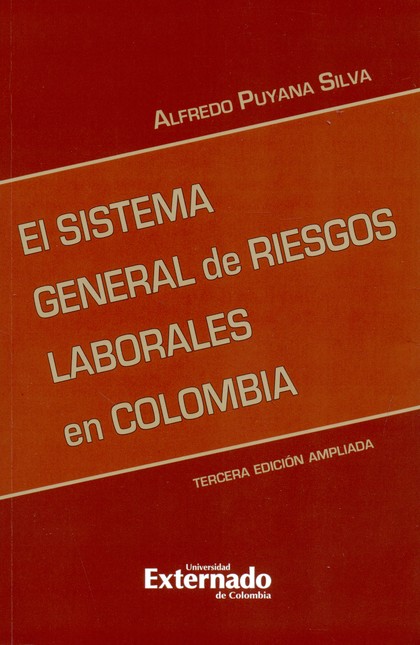 ALFREDO PUYANA SILVA
El SISTEMA
GENERAL de RIESGOS
LABORALES
en COLOMBIA
TERCERA EDICIÓN AMPLIADA
Universidad
Externado
de Colombia